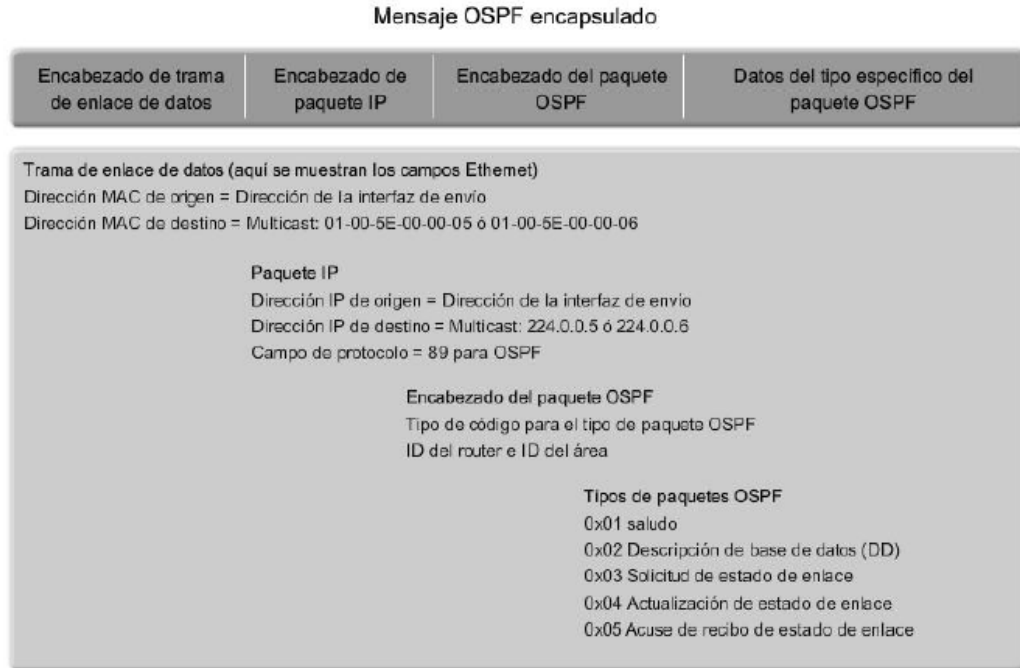 Mensaje OSPF encapsulado
Encabezado de trama
de enlace de datos
Encabezado de
paquete IP
Encabezado del paquete
OSPF
Datos del tipo específico del
paquete OSPF
Trama de enlace de datos (aquí se muestran los campos Ethernet)
Dirección MAC de origen = Dirección de la interfaz de envío
Dirección MAC de destino = Multicast: 01-00-5E-00-00-05 ó 01-00-5E-00-00-06
Paquete IP
Dirección IP de origen = Dirección de la interfaz de envío
Dirección IP de destino = Multicast: 224.0.0.5 ó 224.0.0.6
Campo de protocolo = 89 para OSPF
Encabezado del paquete OSPF
Tipo de código para el tipo de paquete OSPF
ID del router e ID del área
Tipos de paquetes OSPF
0x01 saludo
0x02 Descripción de base de datos (DD)
0x03 Solicitud de estado de enlace
0x04 Actualización de estado de enlace
0x05 Acuse de recibo de estado de enlace